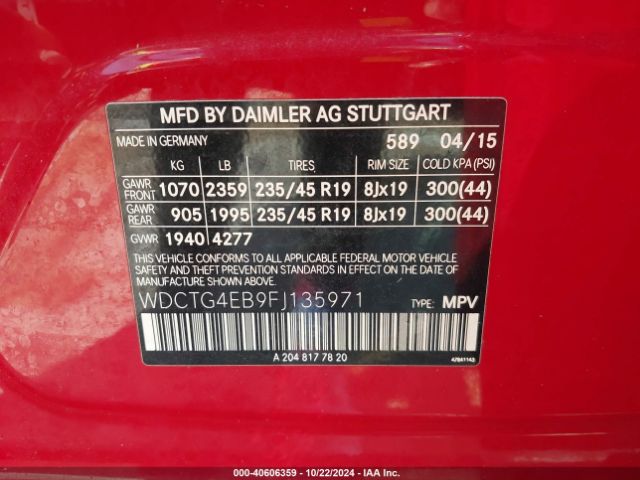 MFD BY DAIMLER AG STUTTGART
MADE IN GERMANY 589 04/15
KG LB TIRES RIM SIZE COLD KPA (PSI)
GAWR FRONT 1070 2359 235/45 R19 8Jx19 300(44)
GAWR REAR 905 1995 235/45 R19 8Jx19 300(44)
GVWR 1940 4277
THIS VEHICLE CONFORMS TO ALL APPLICABLE FEDERAL MOTOR VEHICLE
SAFETY, BUMPER, AND THEFT PREVENTION STANDARDS IN EFFECT ON THE
DATE OF MANUFACTURE SHOWN ABOVE.
WDCTG4EB9FJ135971 TYPE: MPV
A 204 817 78 20
000-40606359 - 10/22/2024 - IAA Inc.